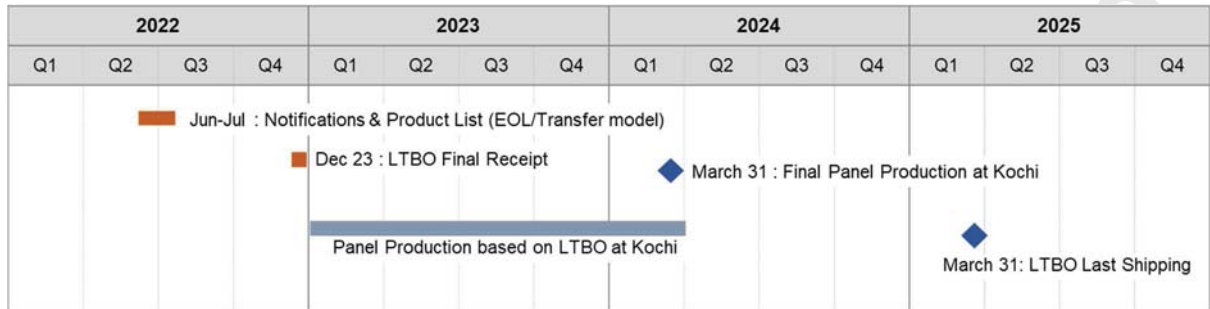 2022 2023 2024 2025
Q1 Q2 Q3 Q4 Q1 Q2 Q3 Q4 Q1 Q2 Q3 Q4 Q1 Q2 Q3 Q4
Jun-Jul : Notifications & Product List (EOL/Transfer model)
Dec 23 : LTBO Final Receipt
March 31 : Final Panel Production at Kochi
Panel Production based on LTBO at Kochi
March 31: LTBO Last Shipping